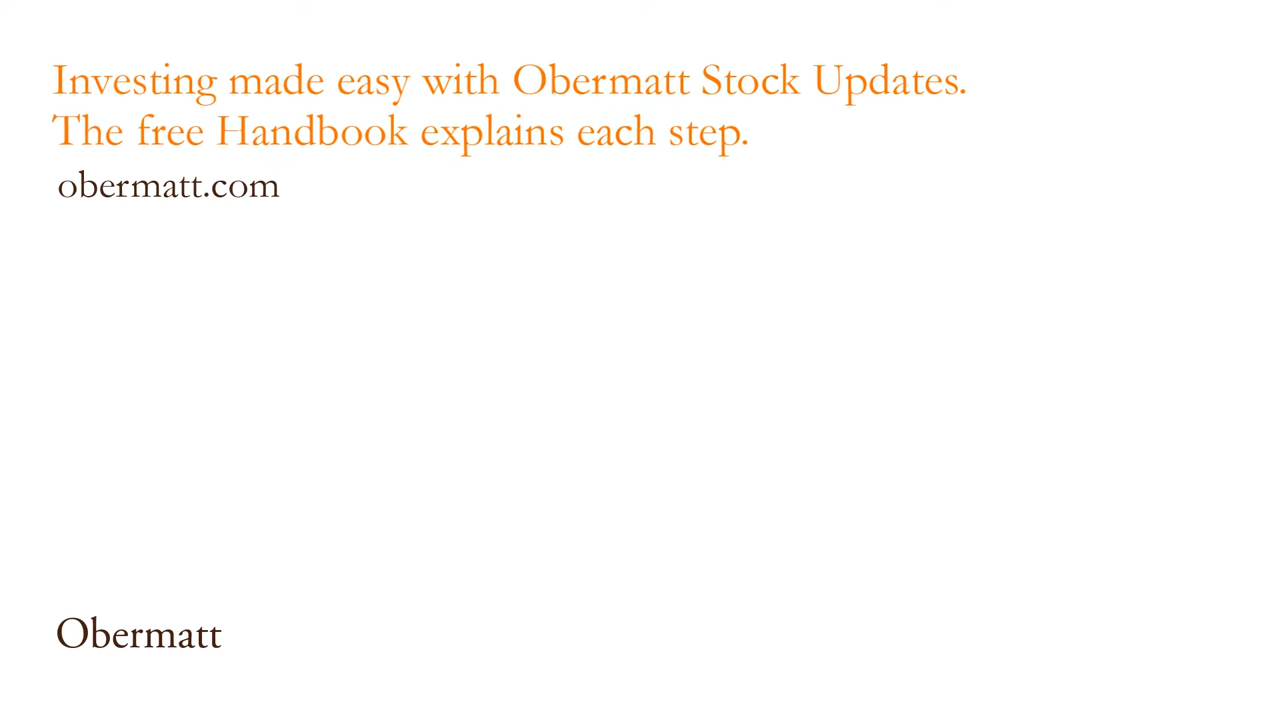 Investing made easy with Obermatt Stock Updates.
The free Handbook explains each step.
obermatt.com
Obermatt